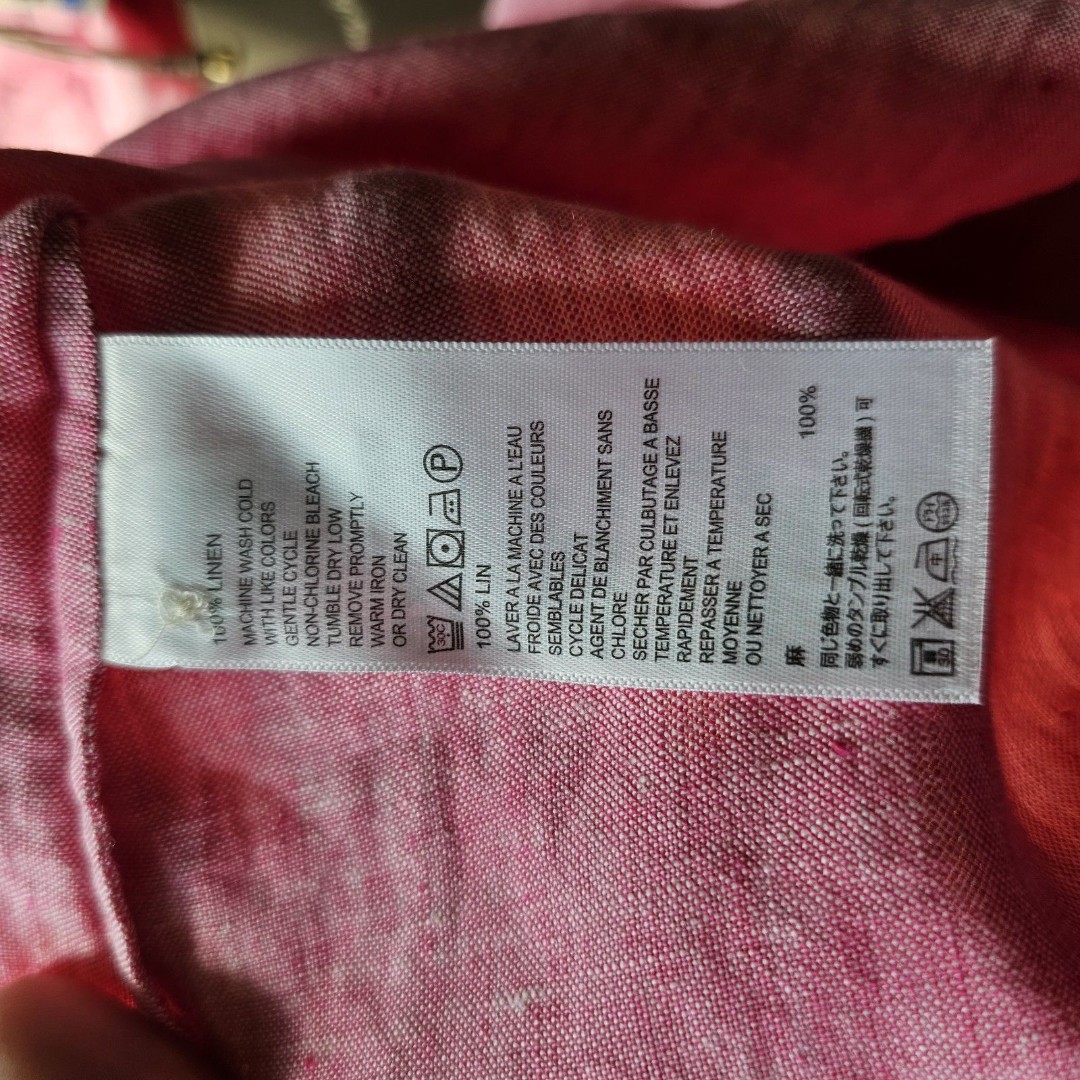 100% LINEN
MACHINE WASH COLD
WITH LIKE COLORS
GENTLE CYCLE
NON-CHLORINE BLEACH
TUMBLE DRY LOW
REMOVE PROMPTLY
WARM IRON
OR DRY CLEAN
30C P
100% LIN
LAVER A LA MACHINE A L'EAU
FROIDE AVEC DES COULEURS
SEMBLABLES
CYCLE DELICAT
AGENT DE BLANCHIMENT SANS
CHLORE
SECHER PAR CULBUTAGE A BASSE
TEMPERATURE ET ENLEVEZ
RAPIDEMENT
REPASSER A TEMPERATURE
MOYENNE
OU NETTOYER A SEC
麻 100%
同じ色物と一緒に洗って下さい。
弱めのタンブル乾燥(回転式乾燥機)可
すぐに取り出して下さい。
弱 30 中